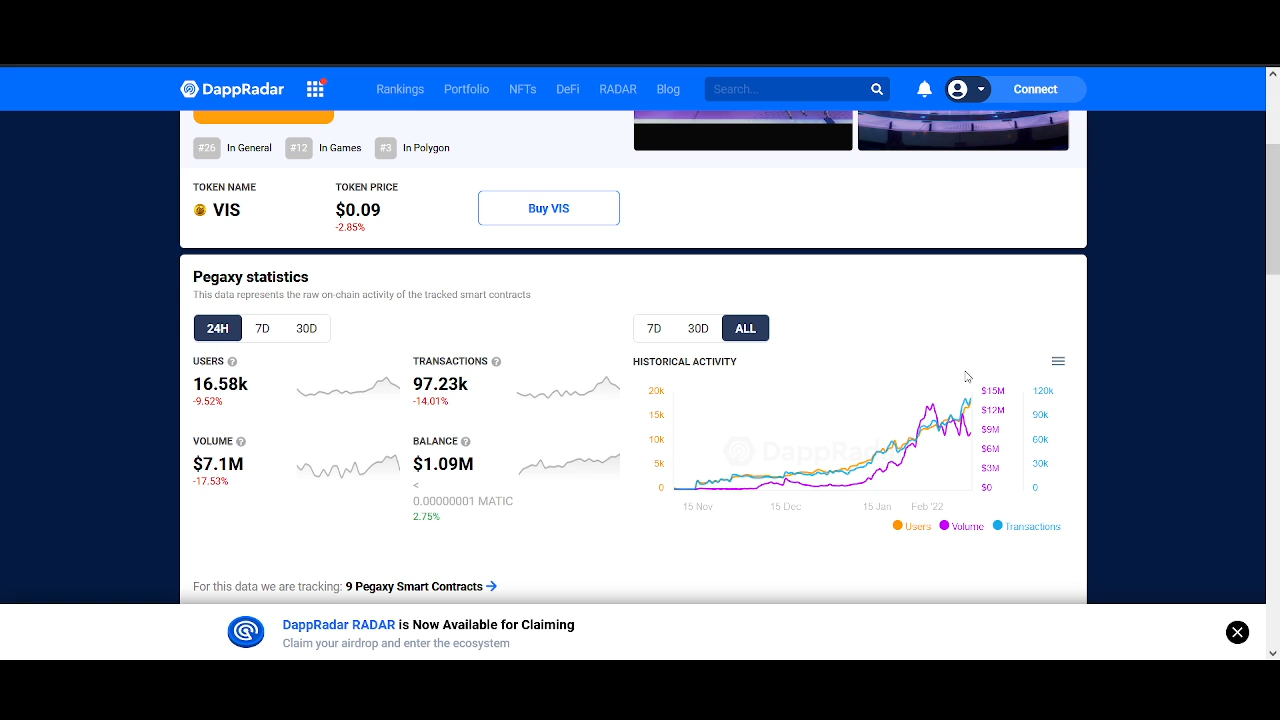 DappRadar Rankings Portfolio NFTs DeFi RADAR Blog Search... Connect
#26 In General #12 In Games #3 In Polygon
TOKEN NAME TOKEN PRICE
VIS $0.09 Buy VIS
-2.85%
Pegaxy statistics
This data represents the raw on-chain activity of the tracked smart contracts
24H 7D 30D 7D 30D ALL
USERS ? TRANSACTIONS ? HISTORICAL ACTIVITY
16.58k 97.23k
-9.52% -14.01%
VOLUME ? BALANCE ?
$7.1M $1.09M
-17.53% <
0.00000001 MATIC
2.75%
20k $15M 120k
15k $12M 90k
10k $9M 60k
5k $6M 30k
0 $3M 0
$0
DappRadar
15 Nov 15 Dec 15 Jan Feb '22
Users Volume Transactions
For this data we are tracking: 9 Pegaxy Smart Contracts →
DappRadar RADAR is Now Available for Claiming
Claim your airdrop and enter the ecosystem